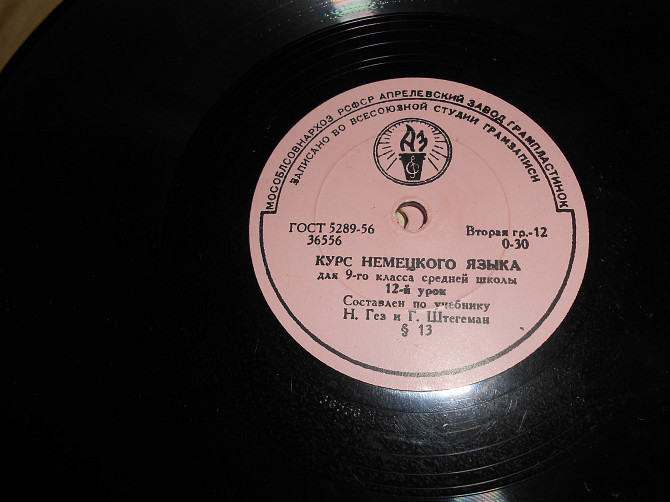 МОСОБЛСОВНАРХОЗ РСФСР АПРЕЛЕВСКИЙ ЗАВОД ГРАМПЛАСТИНОК
ЗАПИСАНО ВО ВСЕСОЮЗНОЙ СТУДИИ ГРАМЗАПИСИ
АЗ
ГОСТ 5289-56
36556
Вторая гр.-12
0-30
КУРС НЕМЕЦКОГО ЯЗЫКА
для 9-го класса средней школы
12-й урок
Составлен по учебнику
Н. Гез и Г. Штегеман
§ 13